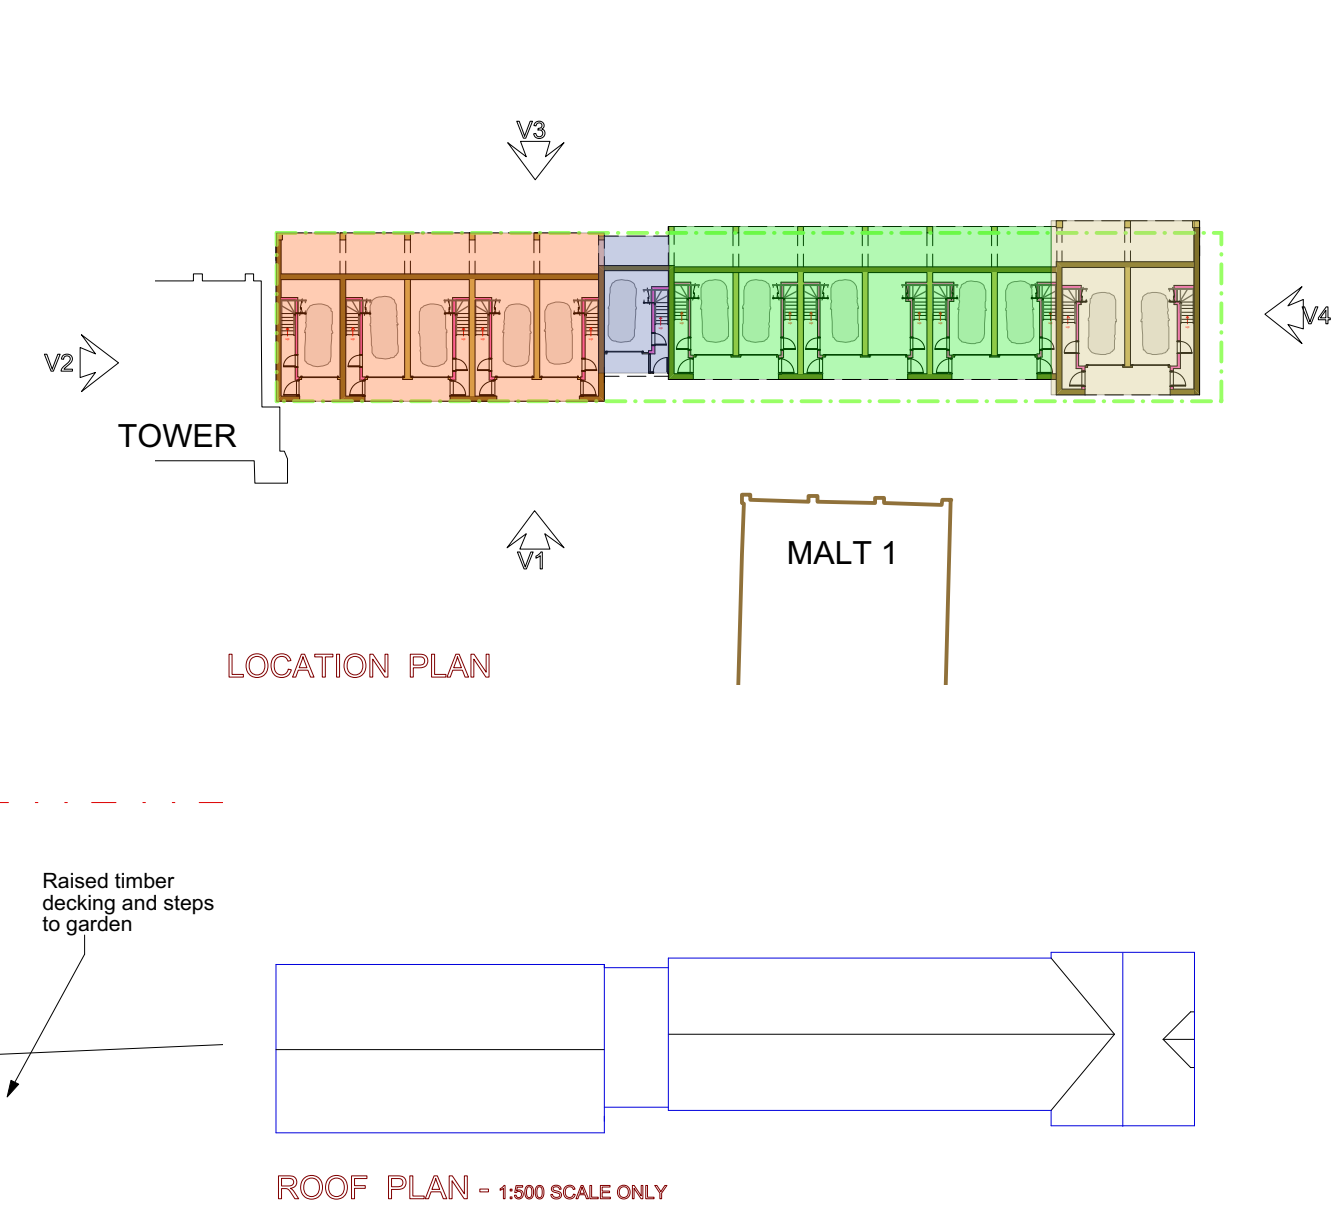 V3
V4
V2
TOWER
MALT 1
V1
LOCATION PLAN
Raised timber
decking and steps
to garden
ROOF PLAN - 1:500 SCALE ONLY